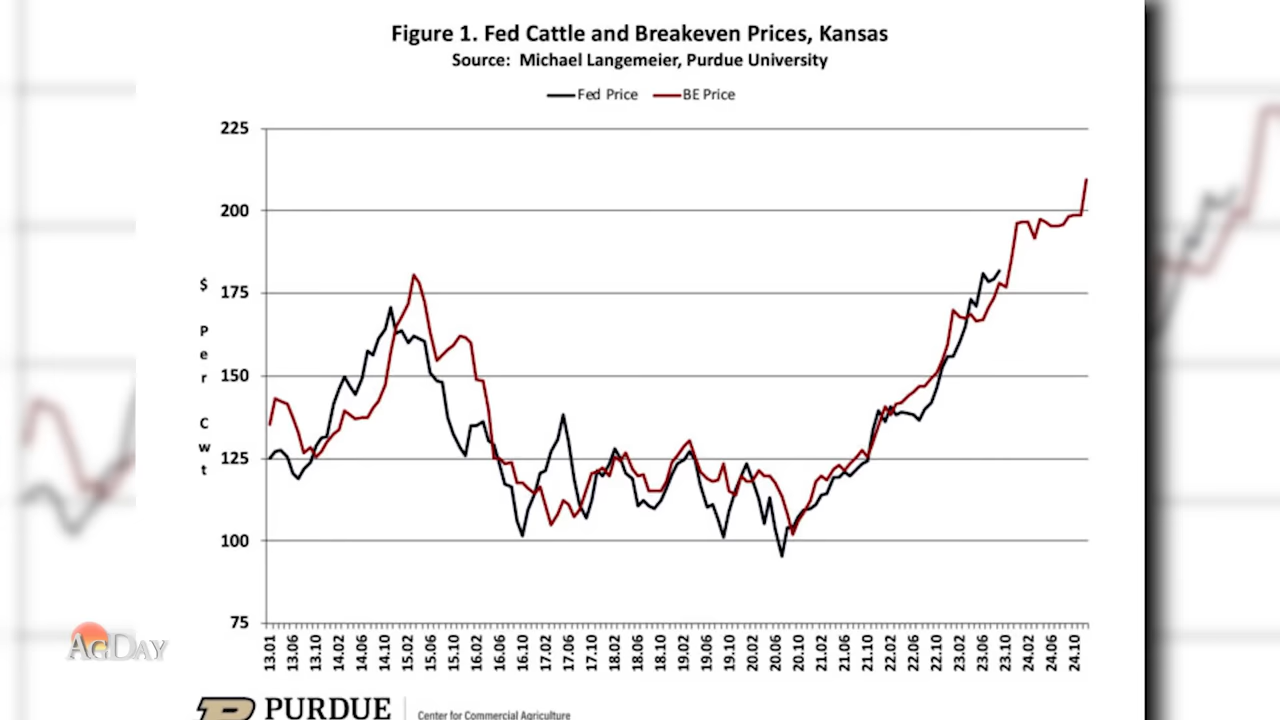 Figure 1. Fed Cattle and Breakeven Prices, Kansas
Source: Michael Langemeier, Purdue University
Fed Price BE Price
225
200
175
150
125
100
75
$ Per Cwt
13.01 13.06 13.10 14.02 14.06 14.10 15.02 15.06 15.10 16.02 16.06 16.10 17.02 17.06 17.10 18.02 18.06 18.10 19.02 19.06 19.10 20.02 20.06 20.10 21.02 21.06 21.10 22.02 22.06 22.10 23.02 23.06 23.10 24.02 24.06 24.10
AGDAY
PURDUE
Center for Commercial Agriculture